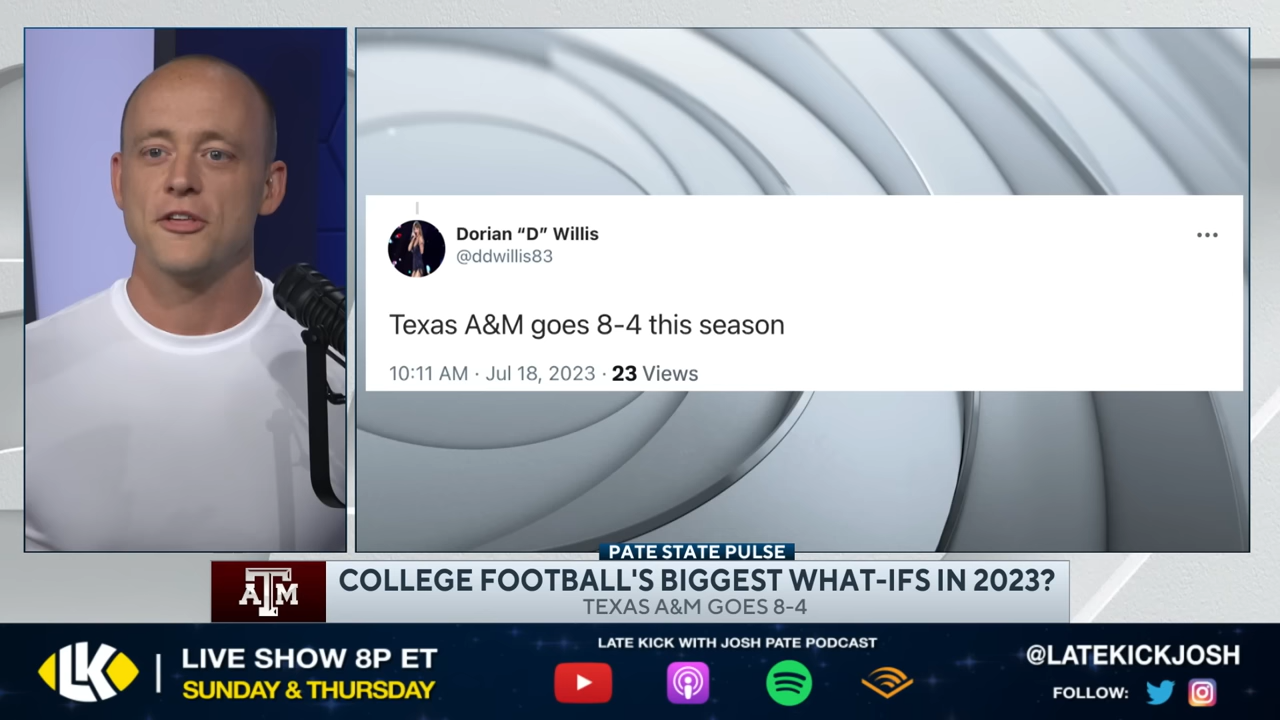 Dorian “D” Willis
@ddwillis83
Texas A&M goes 8-4 this season
10:11 AM · Jul 18, 2023 · 23 Views
PATE STATE PULSE
ATM
COLLEGE FOOTBALL'S BIGGEST WHAT-IFS IN 2023?
TEXAS A&M GOES 8-4
LK
LIVE SHOW 8P ET
SUNDAY & THURSDAY
LATE KICK WITH JOSH PATE PODCAST
@LATEKICKJOSH
FOLLOW: